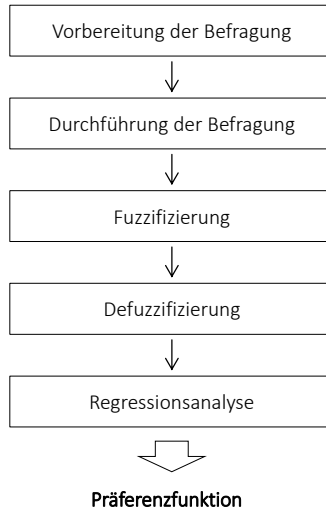 Vorbereitung der Befragung
Durchführung der Befragung
Fuzzifizierung
Defuzzifizierung
Regressionsanalyse
Präferenzfunktion